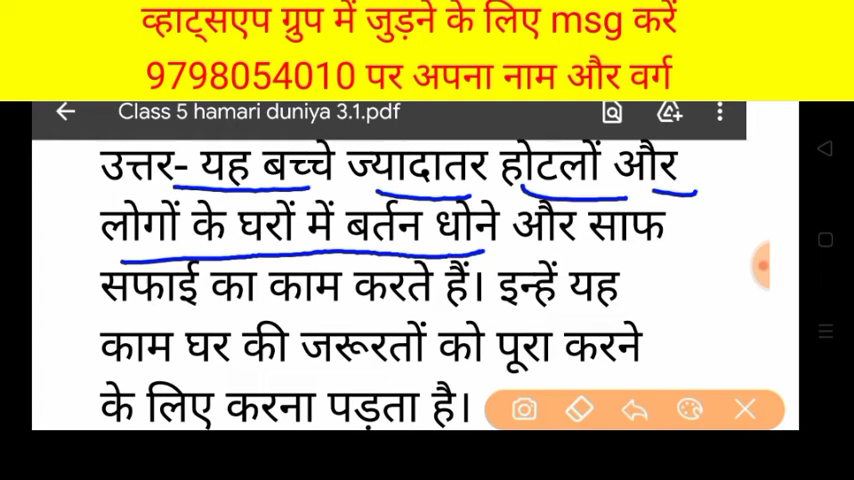 व्हाट्सएप ग्रुप में जुड़ने के लिए msg करें
9798054010 पर अपना नाम और वर्ग
Class 5 hamari duniya 3.1.pdf
उत्तर- यह बच्चे ज्यादातर होटलों और
लोगों के घरों में बर्तन धोने और साफ
सफाई का काम करते हैं। इन्हें यह
काम घर की जरूरतों को पूरा करने
के लिए करना पड़ता है।